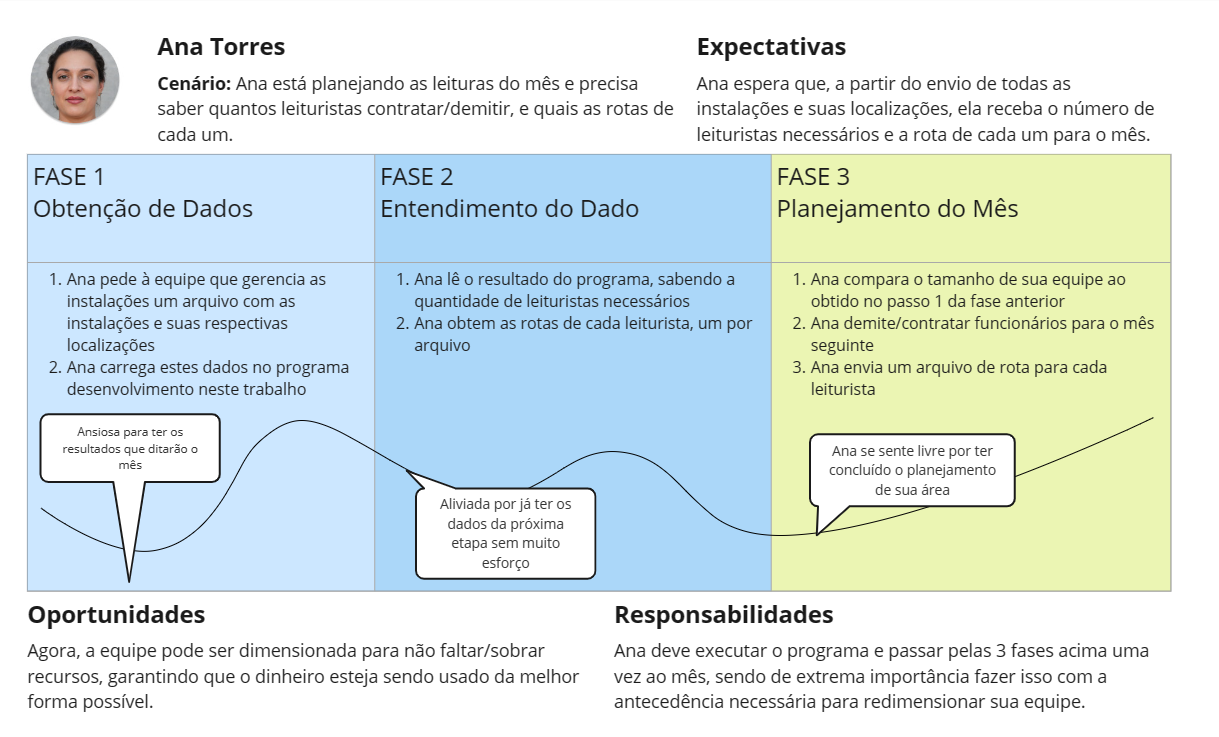 Ana Torres
Cenário: Ana está planejando as leituras do mês e precisa
saber quantos leituristas contratar/demitir, e quais as rotas de
cada um.
Expectativas
Ana espera que, a partir do envio de todas as
instalações e suas localizações, ela receba o número de
leituristas necessários e a rota de cada um para o mês.
FASE 1
Obtenção de Dados
FASE 2
Entendimento do Dado
FASE 3
Planejamento do Mês
1. Ana pede à equipe que gerencia as
instalações um arquivo com as
instalações e suas respectivas
localizações
2. Ana carrega estes dados no programa
desenvolvimento neste trabalho
1. Ana lê o resultado do programa, sabendo a
quantidade de leituristas necessários
2. Ana obtem as rotas de cada leiturista, um por
arquivo
1. Ana compara o tamanho de sua equipe ao
obtido no passo 1 da fase anterior
2. Ana demite/contratar funcionários para o mês
seguinte
3. Ana envia um arquivo de rota para cada
leiturista
Ansiosa para ter os
resultados que ditarão o
mês
Aliviada por já ter os
dados da próxima
etapa sem muito
esforço
Ana se sente livre por ter
concluído o planejamento
de sua área
Oportunidades
Agora, a equipe pode ser dimensionada para não faltar/sobrar
recursos, garantindo que o dinheiro esteja sendo usado da melhor
forma possível.
Responsabilidades
Ana deve executar o programa e passar pelas 3 fases acima uma
vez ao mês, sendo de extrema importância fazer isso com a
antecedência necessária para redimensionar sua equipe.